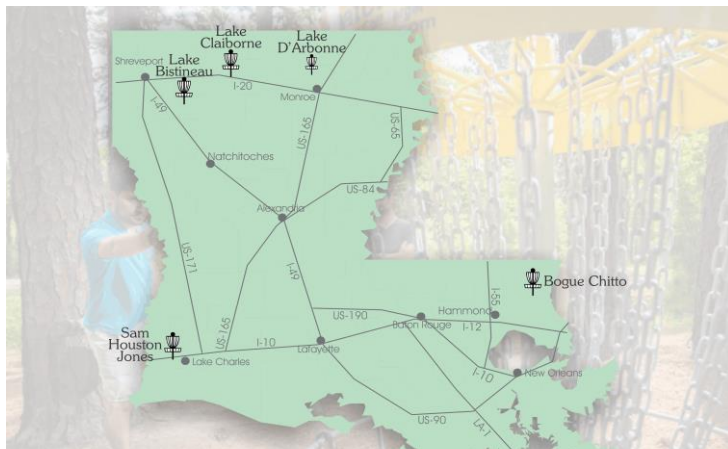 Lake
Claiborne
Lake
D'Arbonne
Shreveport
Lake
Bistineau
I-20
Monroe
I-49
US-165
US-65
Natchitoches
US-84
Alexandria
US-171
I-49
US-165
Bogue Chitto
I-55
US-190
Hammond
Baton Rouge
I-12
Sam
Houston
Jones
I-10
Lafayette
Lake Charles
I-10
New Orleans
US-90
LA-1